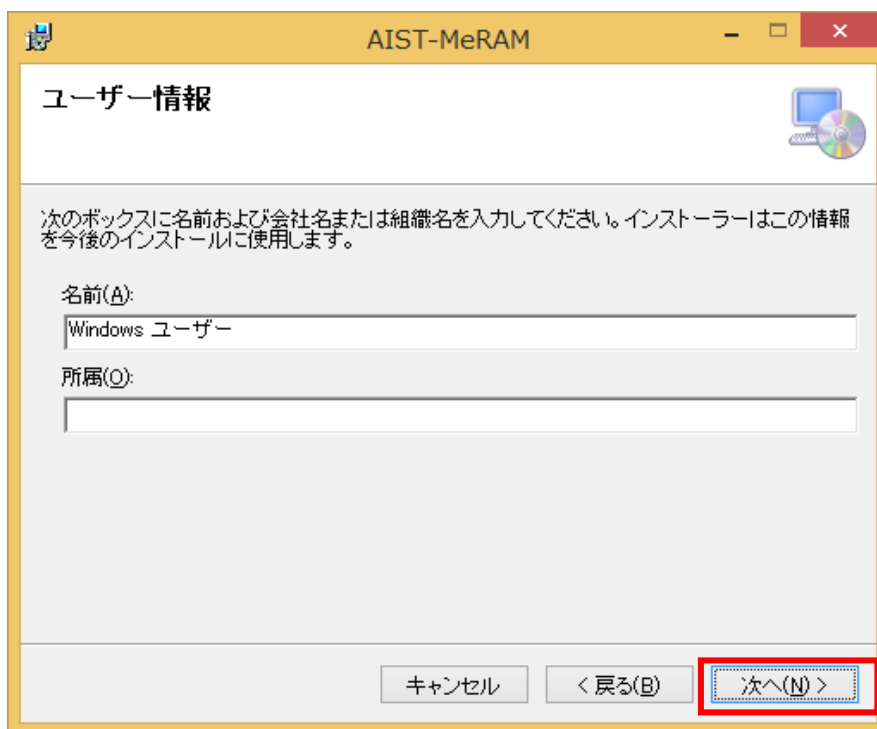 AIST-MeRAM
ユーザー情報
次のボックスに名前および会社名または組織名を入力してください。インストーラーはこの情報
を今後のインストールに使用します。
名前(A):
Windows ユーザー
所属(O):
キャンセル
< 戻る(B)
次へ(N) >